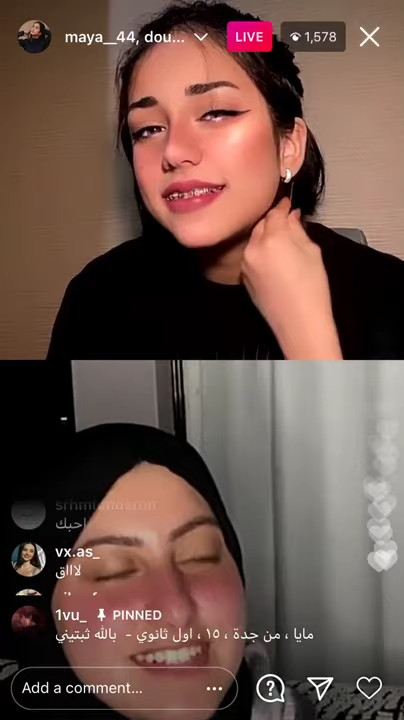 maya__44, dou...
LIVE
1,578
احبك
vx.as_
لااق
1vu_ PINNED
مايا ، من جدة ، ١٥ ، اول ثانوي - بالله ثبتيني
Add a comment...